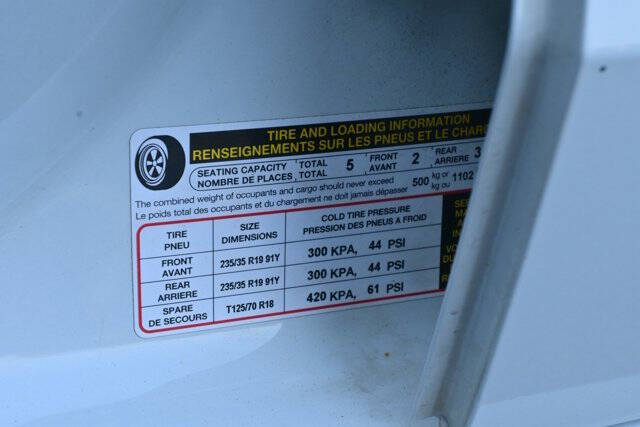 TIRE AND LOADING INFORMATION
RENSEIGNEMENTS SUR LES PNEUS ET LE CHARG
SEATING CAPACITY TOTAL 5 FRONT 2 REAR 3
NOMBRE DE PLACES TOTAL AVANT ARRIERE
The combined weight of occupants and cargo should never exceed 500 kg or 1102
Le poids total des occupants et du chargement ne doit jamais dépasser kg ou
TIRE SIZE COLD TIRE PRESSURE
PNEU DIMENSIONS PRESSION DES PNEUS A FROID
FRONT
AVANT 235/35 R19 91Y 300 KPA, 44 PSI
REAR
ARRIERE 235/35 R19 91Y 300 KPA, 44 PSI
SPARE
DE SECOURS T125/70 R18 420 KPA, 61 PSI